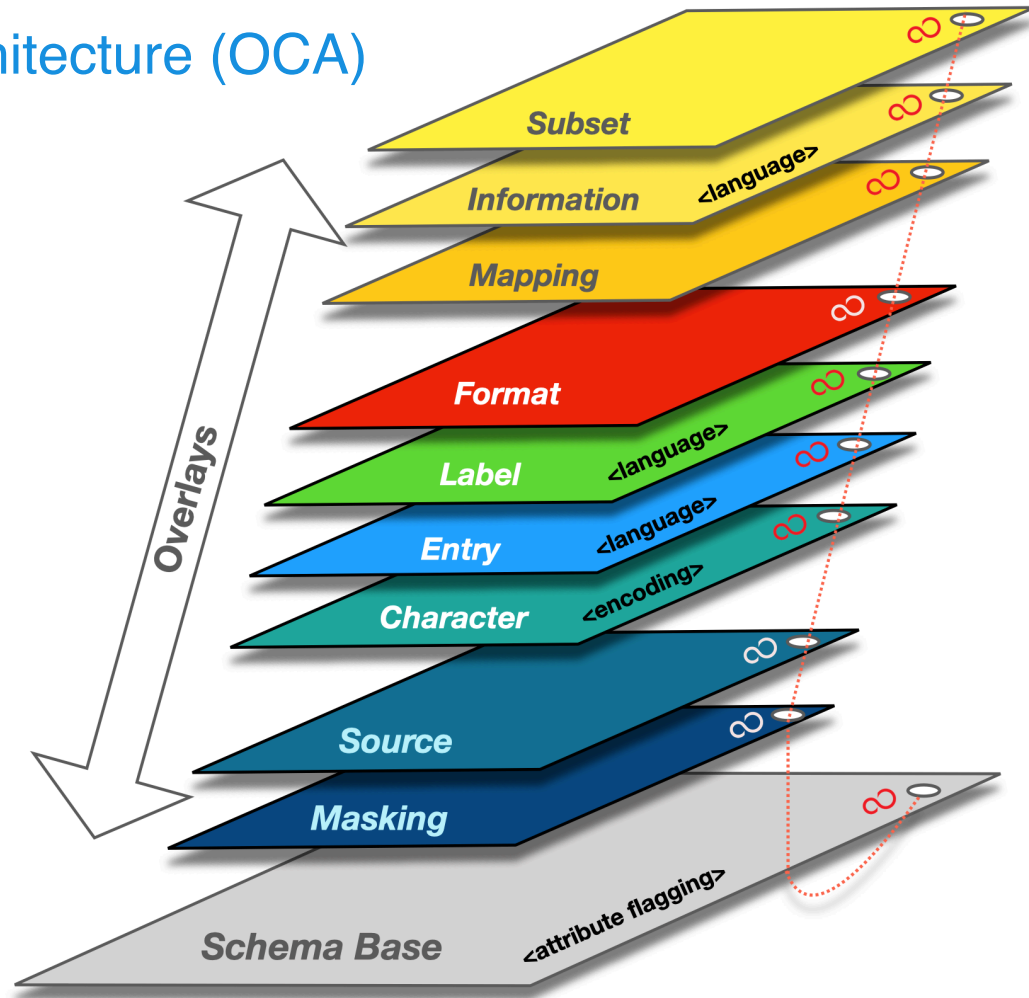 hitecture (OCA)
Subset
Information <language>
Mapping
Format
Label <language>
Entry <language>
Character <encoding>
Source
Masking
Schema Base <attribute flagging>
Overlays